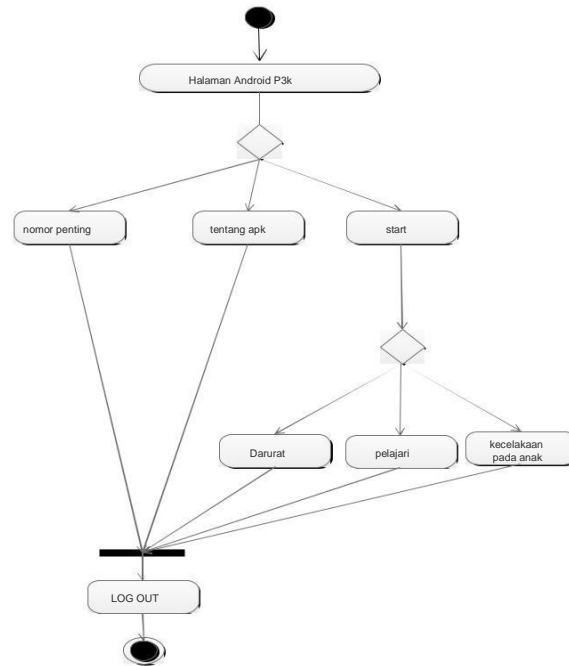 Halaman Android P3k
nomor penting
tentang apk
start
Darurat
pelajari
kecelakaan
pada anak
LOG OUT